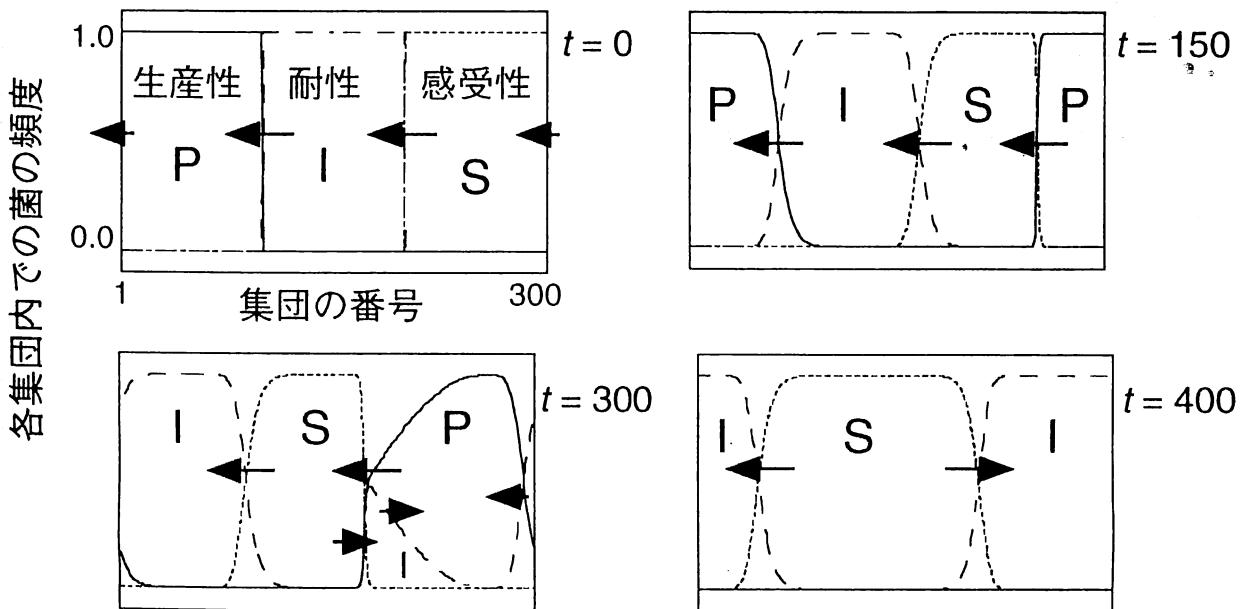 各集団内での菌の頻度
1.0
0.0
生産性 耐性 感受性
P I S
1 集団の番号 300
t = 0
P I S P
t = 150
I S P
I
t = 300
I S I
t = 400